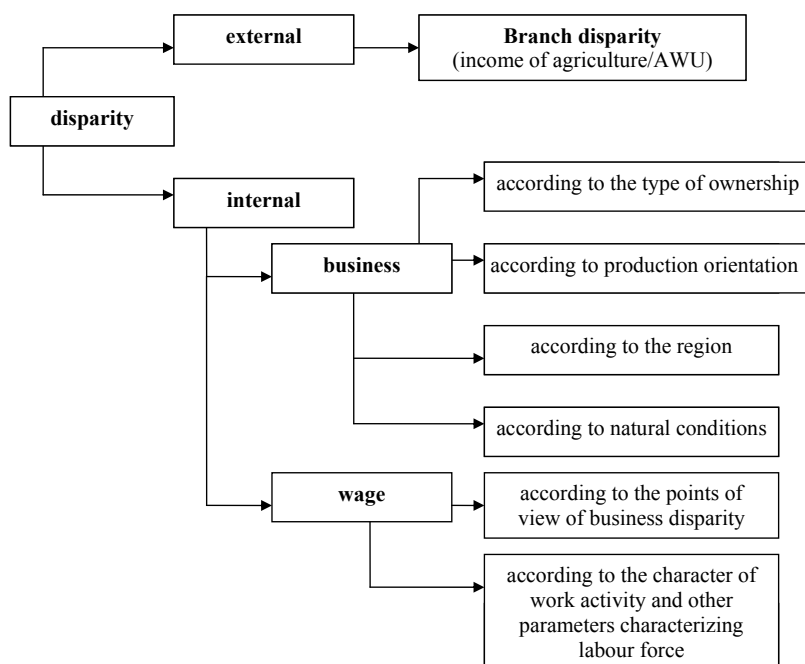 external
Branch disparity
(income of agriculture/AWU)
disparity
internal
according to the type of ownership
business
according to production orientation
according to the region
according to natural conditions
wage
according to the points of
view of business disparity
according to the character of
work activity and other
parameters characterizing
labour force